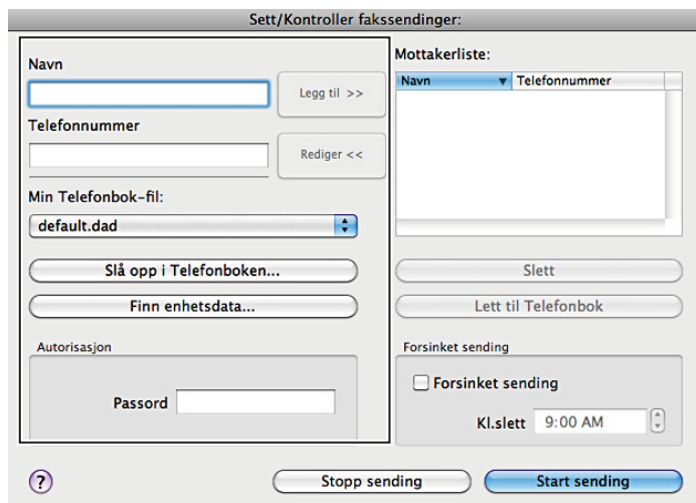 Sett/Kontroller fakssendinger:
Navn
Legg til >>
Telefonnummer
Rediger <<
Min Telefonbok-fil:
default.dad
Slå opp i Telefonboken...
Finn enhetsdata...
Autorisasjon
Passord
Mottakerliste:
Navn Telefonnummer
Slett
Lett til Telefonbok
Forsinket sending
Forsinket sending
Kl.slett 9:00 AM
? Stopp sending Start sending